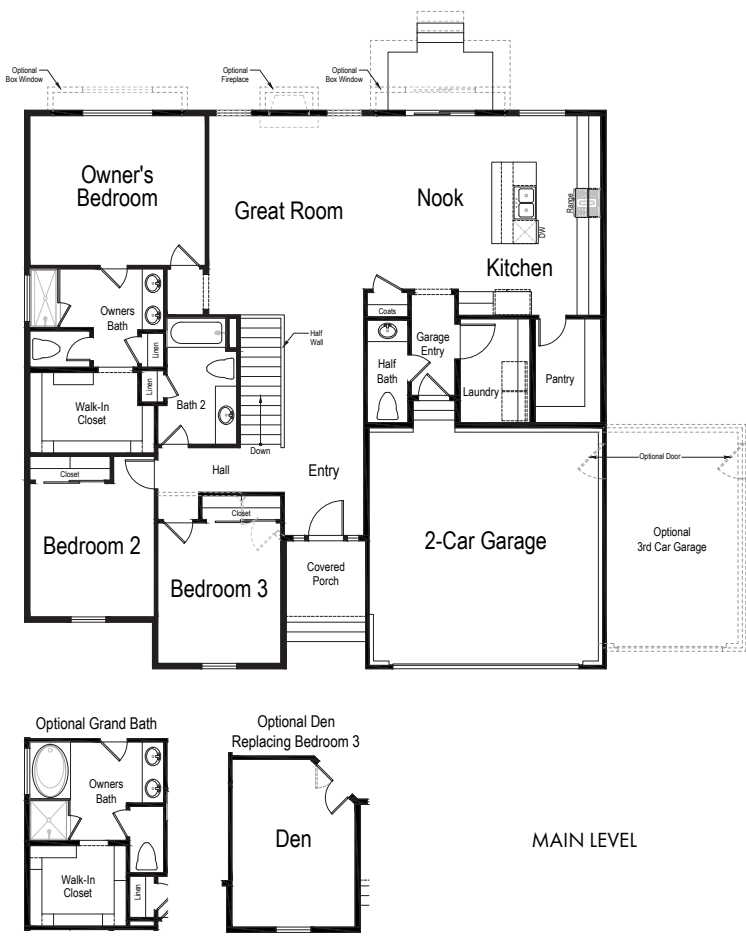 Optional
Box Window
Optional
Fireplace
Optional
Box Window
Owner's
Bedroom
Great Room
Nook
Range
DW
Kitchen
Owners
Bath
Linen
Coats
Half
Wall
Garage
Entry
Half
Bath
Linen
Walk-In
Closet
Bath 2
Laundry
Pantry
Down
Hall
Entry
Closet
Optional Door
Closet
Bedroom 2
2-Car Garage
Optional
3rd Car Garage
Covered
Porch
Bedroom 3
Optional Grand Bath
Optional Den
Replacing Bedroom 3
Owners
Bath
Den
MAIN LEVEL
Walk-In
Closet
Linen